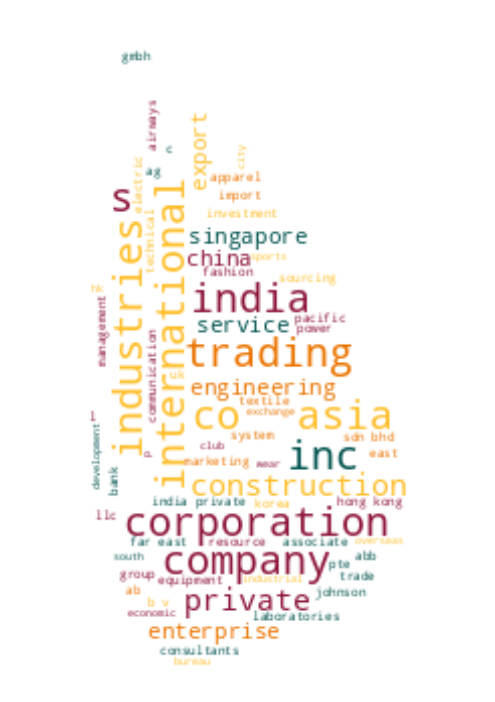 gmbh
airways
export
c
city
electric
ag
apparel
s
import
technical
investment
international
industries
singapore
china
sports
fashion
sourcing
hk
india
management
pacific
service
power
communication
trading
uk
engineering
textile
co
exchange
asia
l
system
sdn bhd
development
club
inc
east
p
marketing
wear
bank
construction
india private
korea
hong kong
llc
corporation
far east
resource
associate
overseas
south
company
abb
pte
group
equipment
industrial
trade
ab
private
johnson
b v
economic
laboratories
enterprise
consultants
bureau